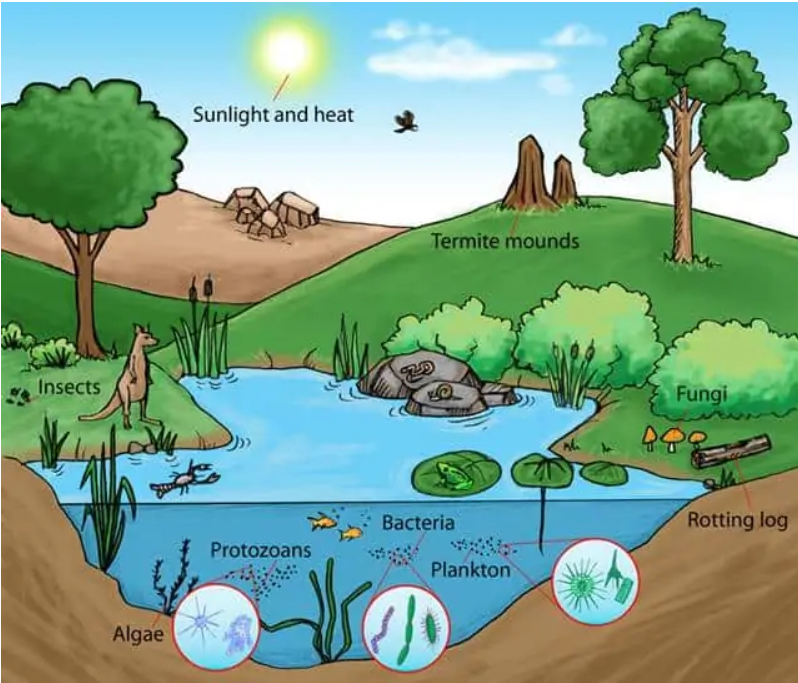 Sunlight and heat
Termite mounds
Insects
Fungi
Rotting log
Bacteria
Protozoans
Plankton
Algae